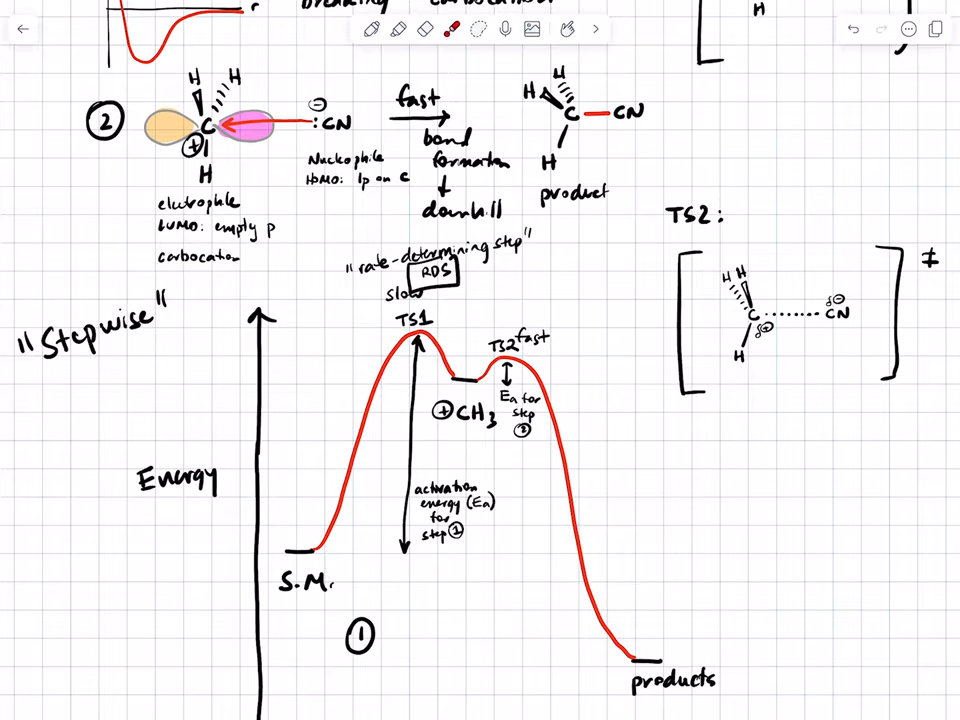 r
breaking carbocation
H
②
H H
C
⊕
H
⊖
:CN
fast
bond
formation
↓
downhill
H
H
C — CN
H
product
Nucleophile
HOMO: lp on C
electrophile
LUMO: empty p
carbocation
TS2:
H H
C ........ CN
δ⊕
δ⊖
H
‡
"Stepwise"
"rate-determining step"
RDS
slow
TS1
TS2 fast
⊕CH₃
Ea for
step
②
Energy
activation
energy (Ea)
for
step ①
S.M.
①
products